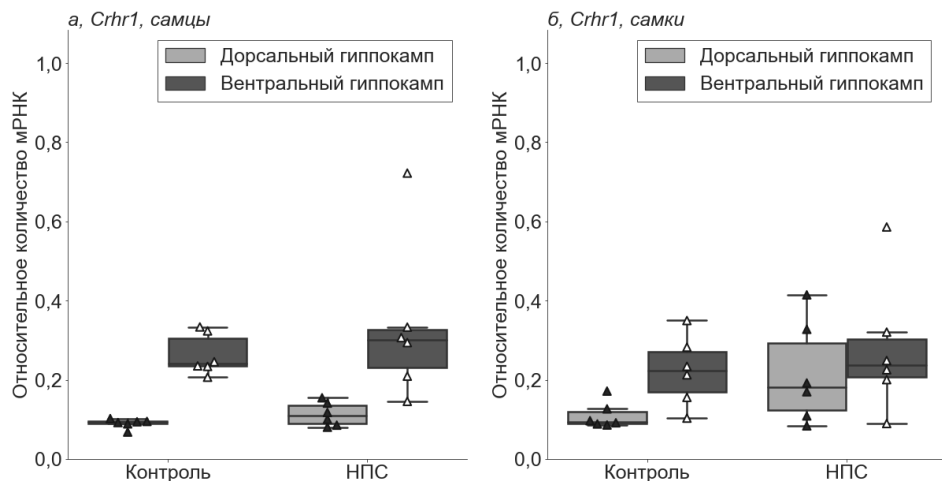 а, Crhr1, самцы
Дорсальный гиппокамп
Вентральный гиппокамп
Относительное количество мРНК
1,0
0,8
0,6
0,4
0,2
0,0
Контроль
НПС
б, Crhr1, самки
Дорсальный гиппокамп
Вентральный гиппокамп
Относительное количество мРНК
1,0
0,8
0,6
0,4
0,2
0,0
Контроль
НПС